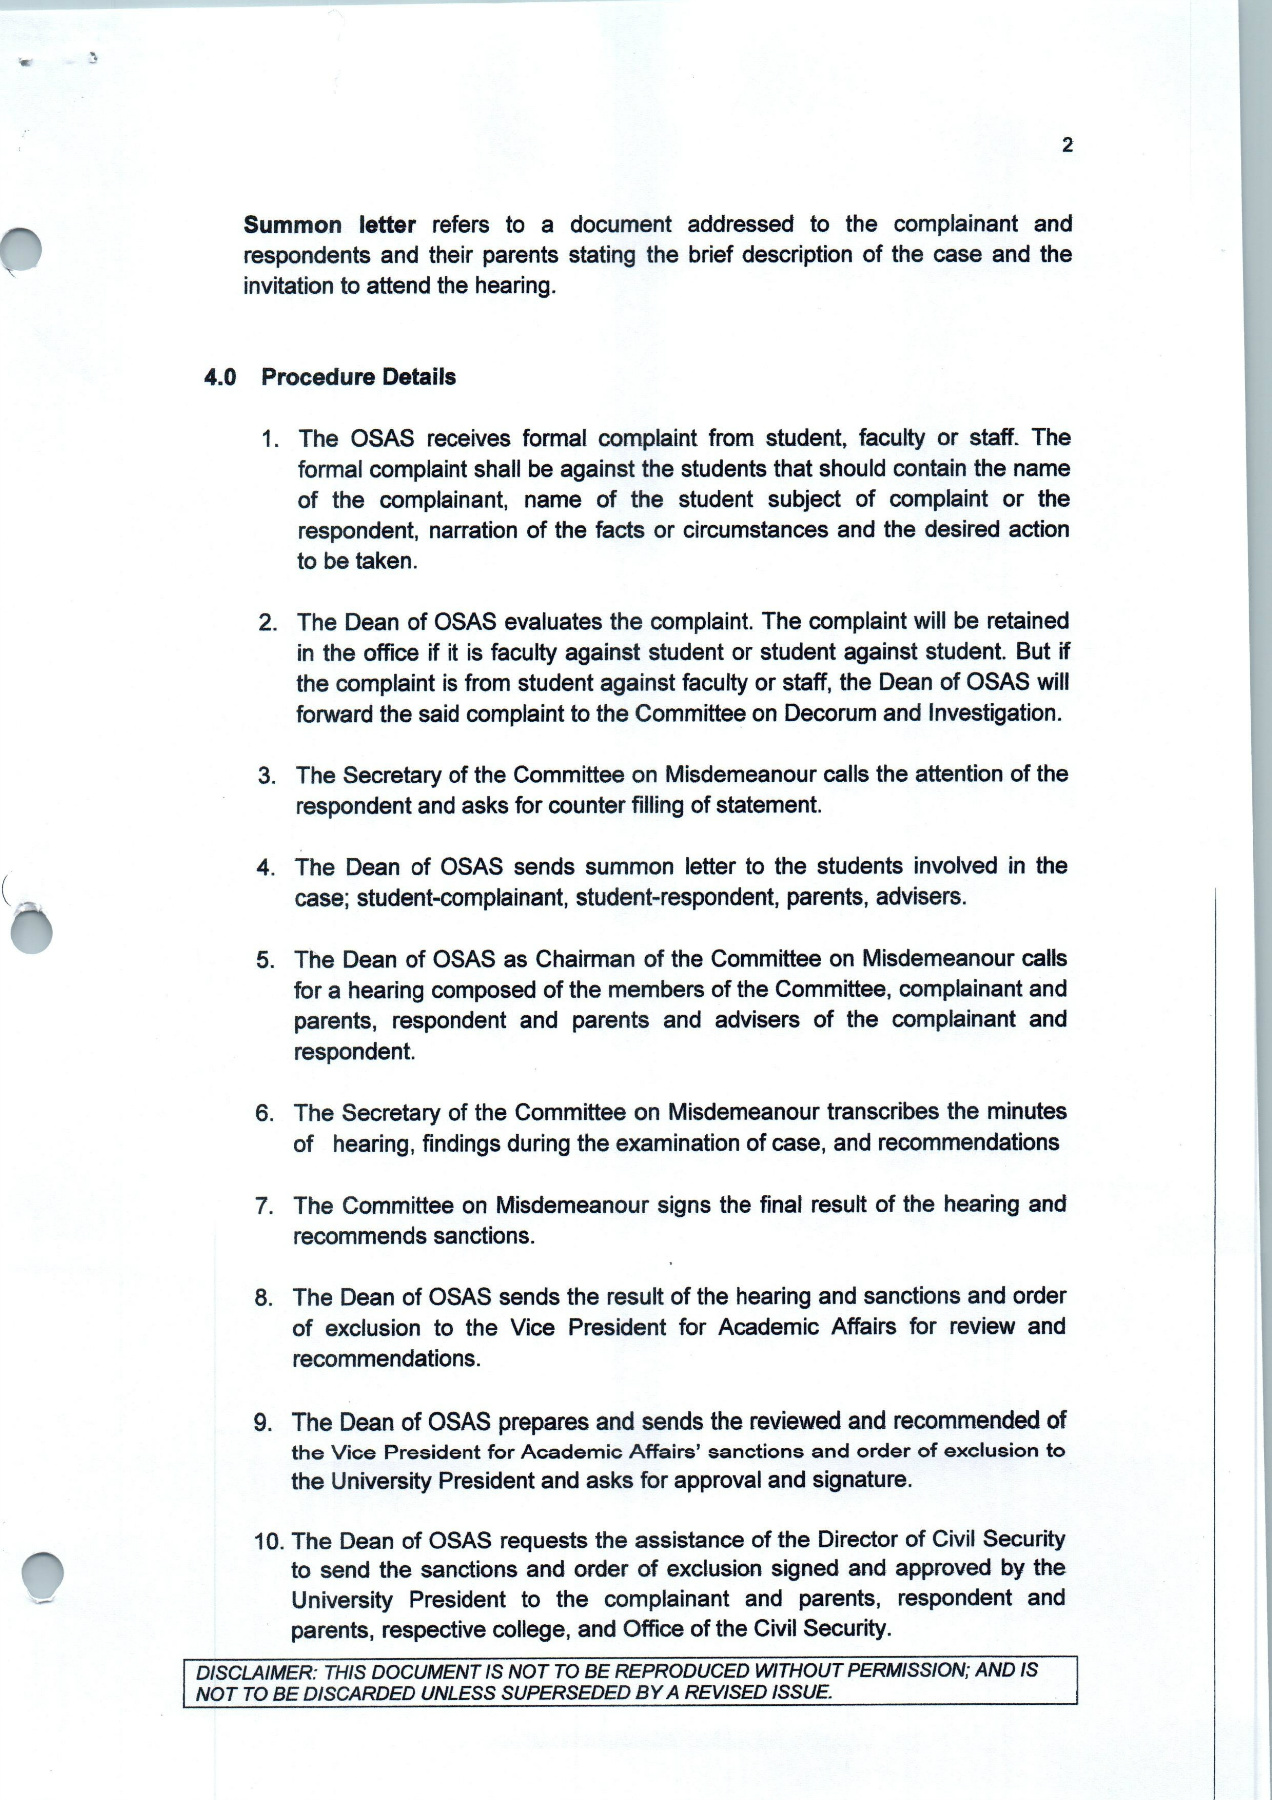 2
Summon letter refers to a document addressed to the complainant and
respondents and their parents stating the brief description of the case and the
invitation to attend the hearing.
4.0 Procedure Details
1. The OSAS receives formal complaint from student, faculty or staff. The
formal complaint shall be against the students that should contain the name
of the complainant, name of the student subject of complaint or the
respondent, narration of the facts or circumstances and the desired action
to be taken.
2. The Dean of OSAS evaluates the complaint. The complaint will be retained
in the office if it is faculty against student or student against student. But if
the complaint is from student against faculty or staff, the Dean of OSAS will
forward the said complaint to the Committee on Decorum and Investigation.
3. The Secretary of the Committee on Misdemeanour calls the attention of the
respondent and asks for counter filling of statement.
4. The Dean of OSAS sends summon letter to the students involved in the
case; student-complainant, student-respondent, parents, advisers.
5. The Dean of OSAS as Chairman of the Committee on Misdemeanour calls
for a hearing composed of the members of the Committee, complainant and
parents, respondent and parents and advisers of the complainant and
respondent.
6. The Secretary of the Committee on Misdemeanour transcribes the minutes
of hearing, findings during the examination of case, and recommendations
7. The Committee on Misdemeanour signs the final result of the hearing and
recommends sanctions.
8. The Dean of OSAS sends the result of the hearing and sanctions and order
of exclusion to the Vice President for Academic Affairs for review and
recommendations.
9. The Dean of OSAS prepares and sends the reviewed and recommended of
the Vice President for Academic Affairs' sanctions and order of exclusion to
the University President and asks for approval and signature.
10. The Dean of OSAS requests the assistance of the Director of Civil Security
to send the sanctions and order of exclusion signed and approved by the
University President to the complainant and parents, respondent and
parents, respective college, and Office of the Civil Security.
DISCLAIMER: THIS DOCUMENT IS NOT TO BE REPRODUCED WITHOUT PERMISSION; AND IS
NOT TO BE DISCARDED UNLESS SUPERSEDED BY A REVISED ISSUE.